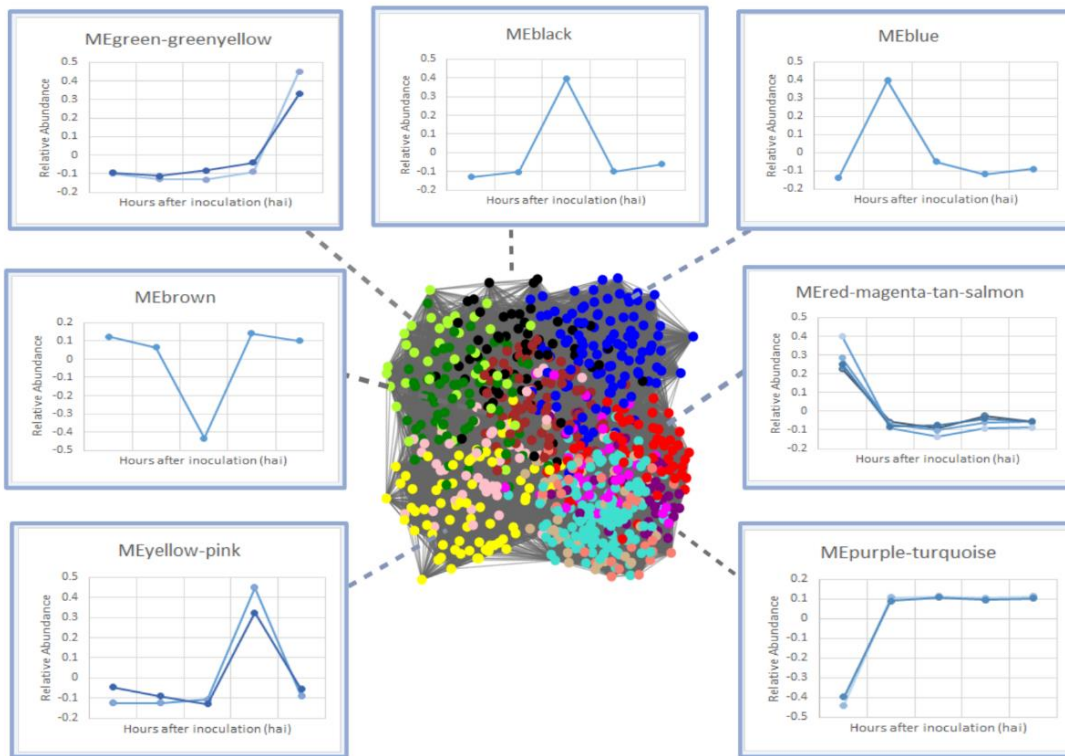 MEgreen-greenyellow
Relative Abundance
0.5
0.4
0.3
0.2
0.1
0
-0.1
-0.2
Hours after inoculation (hai)
MEblack
Relative Abundance
0.5
0.4
0.3
0.2
0.1
0
-0.1
-0.2
Hours after inoculation (hai)
MEblue
Relative Abundance
0.5
0.4
0.3
0.2
0.1
0
-0.1
-0.2
Hours after inoculation (hai)
MEbrown
Relative Abundance
0.2
0.1
0
-0.1
-0.2
-0.3
-0.4
-0.5
Hours after inoculation (hai)
MEred-magenta-tan-salmon
Relative Abundance
0.5
0.4
0.3
0.2
0.1
0
-0.1
-0.2
Hours after inoculation (hai)
MEyellow-pink
Relative Abundance
0.5
0.4
0.3
0.2
0.1
0
-0.1
-0.2
Hours after inoculation (hai)
MEpurple-turquoise
Relative Abundance
0.2
0.1
0
-0.1
-0.2
-0.3
-0.4
-0.5
Hours after inoculation (hai)